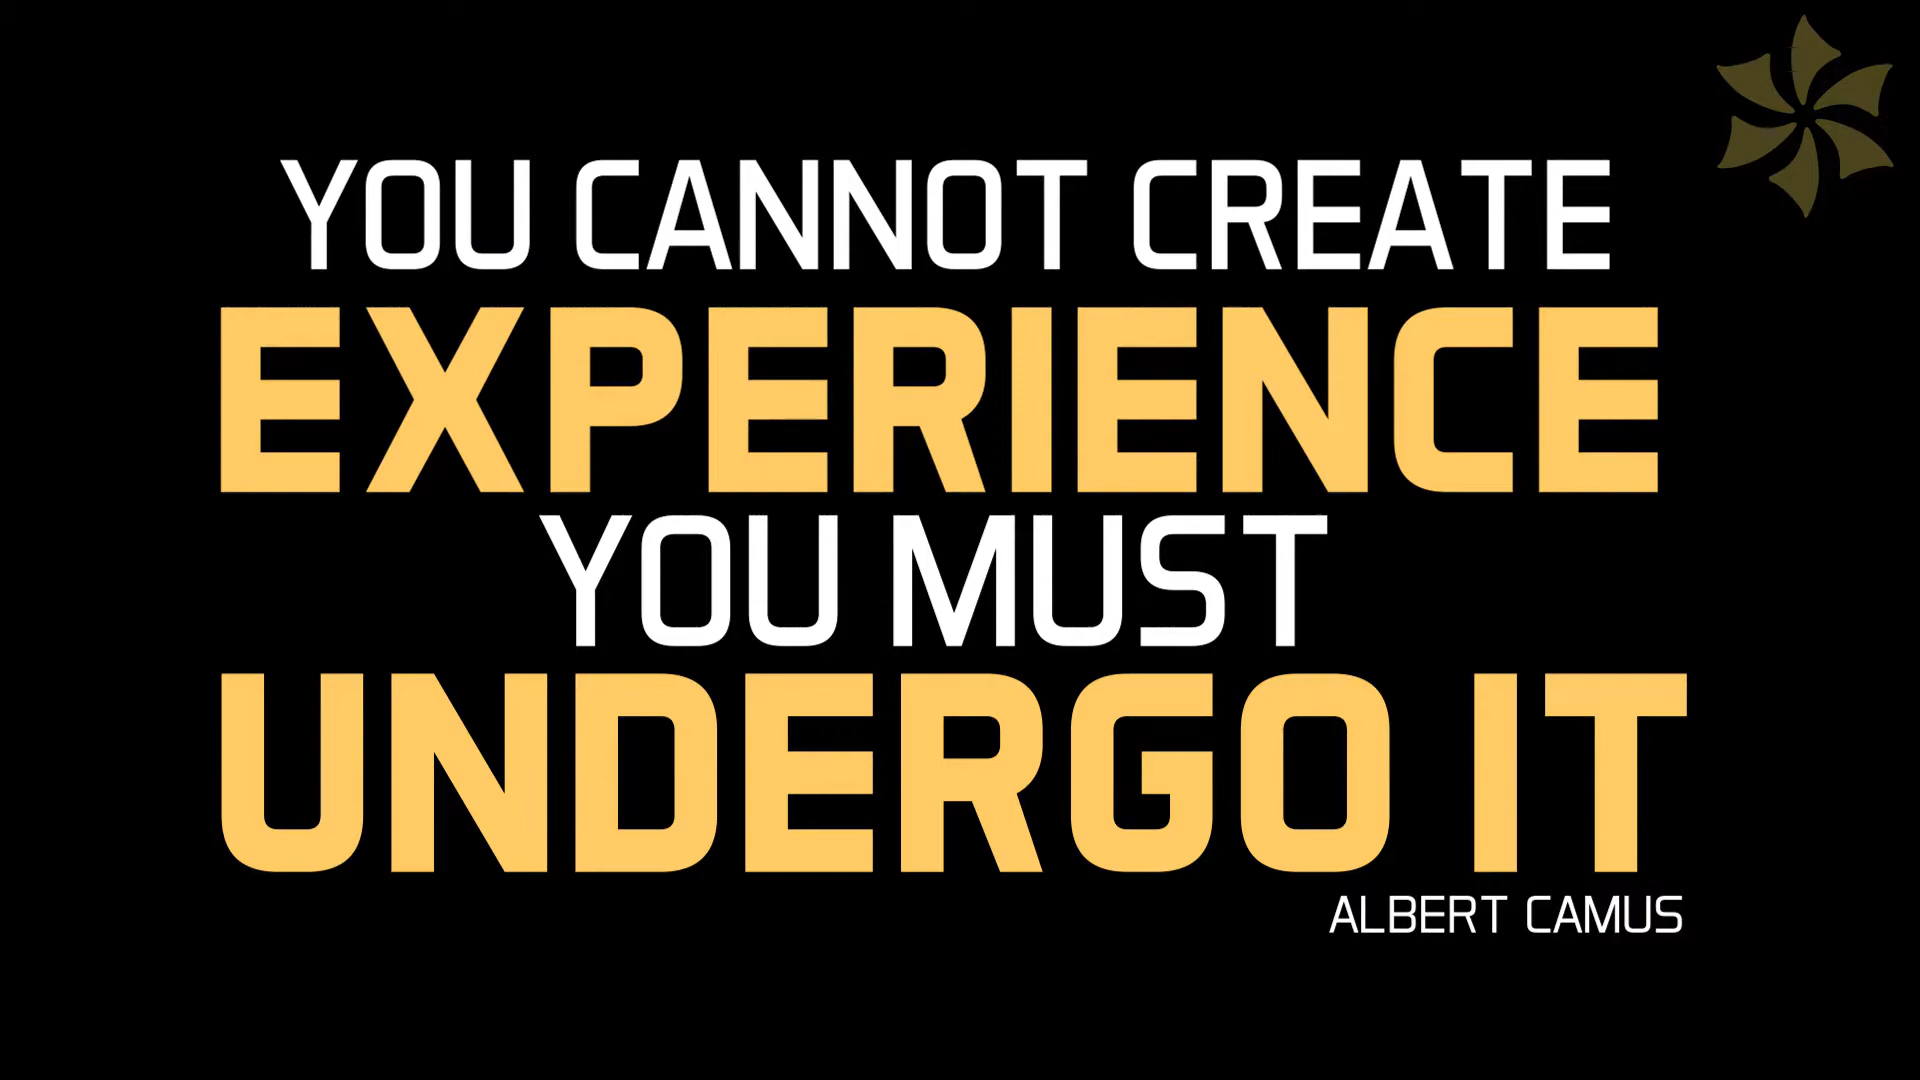 YOU CANNOT CREATE
EXPERIENCE
YOU MUST
UNDERGO IT
ALBERT CAMUS